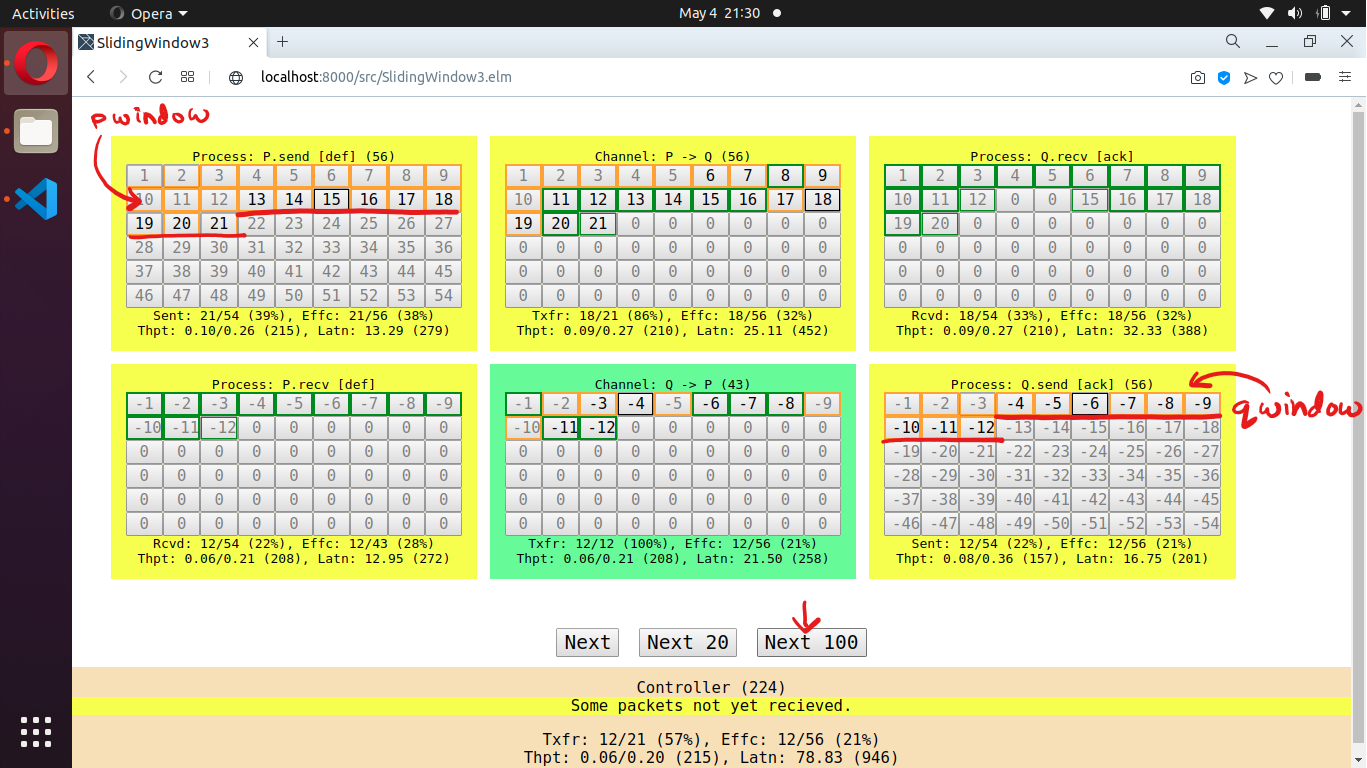 Activities Opera May 4 21:30
SlidingWindow3
localhost:8000/src/SlidingWindow3.elm
pwindow
Process: P.send [def] (56)
1 2 3 4 5 6 7 8 9
10 11 12 13 14 15 16 17 18
19 20 21 22 23 24 25 26 27
28 29 30 31 32 33 34 35 36
37 38 39 40 41 42 43 44 45
46 47 48 49 50 51 52 53 54
Sent: 21/54 (39%), Effc: 21/56 (38%)
Thpt: 0.10/0.26 (215), Latn: 13.29 (279)
Channel: P -> Q (56)
1 2 3 4 5 6 7 8 9
10 11 12 13 14 15 16 17 18
19 20 21 0 0 0 0 0 0
0 0 0 0 0 0 0 0 0
0 0 0 0 0 0 0 0 0
0 0 0 0 0 0 0 0 0
Txfr: 18/21 (86%), Effc: 18/56 (32%)
Thpt: 0.09/0.27 (210), Latn: 25.11 (452)
Process: Q.recv [ack]
1 2 3 4 5 6 7 8 9
10 11 12 0 0 15 16 17 18
19 20 0 0 0 0 0 0 0
0 0 0 0 0 0 0 0 0
0 0 0 0 0 0 0 0 0
0 0 0 0 0 0 0 0 0
Rcvd: 18/54 (33%), Effc: 18/56 (32%)
Thpt: 0.09/0.27 (210), Latn: 32.33 (388)
Process: P.recv [def]
-1 -2 -3 -4 -5 -6 -7 -8 -9
-10 -11 -12 0 0 0 0 0 0
0 0 0 0 0 0 0 0 0
0 0 0 0 0 0 0 0 0
0 0 0 0 0 0 0 0 0
0 0 0 0 0 0 0 0 0
Rcvd: 12/54 (22%), Effc: 12/43 (28%)
Thpt: 0.06/0.21 (208), Latn: 12.95 (272)
Channel: Q -> P (43)
-1 -2 -3 -4 -5 -6 -7 -8 -9
-10 -11 -12 0 0 0 0 0 0
0 0 0 0 0 0 0 0 0
0 0 0 0 0 0 0 0 0
0 0 0 0 0 0 0 0 0
0 0 0 0 0 0 0 0 0
Txfr: 12/12 (100%), Effc: 12/56 (21%)
Thpt: 0.06/0.21 (208), Latn: 21.50 (258)
Process: Q.send [ack] (56)
-1 -2 -3 -4 -5 -6 -7 -8 -9
-10 -11 -12 -13 -14 -15 -16 -17 -18
-19 -20 -21 -22 -23 -24 -25 -26 -27
-28 -29 -30 -31 -32 -33 -34 -35 -36
-37 -38 -39 -40 -41 -42 -43 -44 -45
-46 -47 -48 -49 -50 -51 -52 -53 -54
Sent: 12/54 (22%), Effc: 12/56 (21%)
Thpt: 0.08/0.36 (157), Latn: 16.75 (201)
qwindow
Next Next 20 Next 100
Controller (224)
Some packets not yet recieved.
Txfr: 12/21 (57%), Effc: 12/56 (21%)
Thpt: 0.06/0.20 (215), Latn: 78.83 (946)